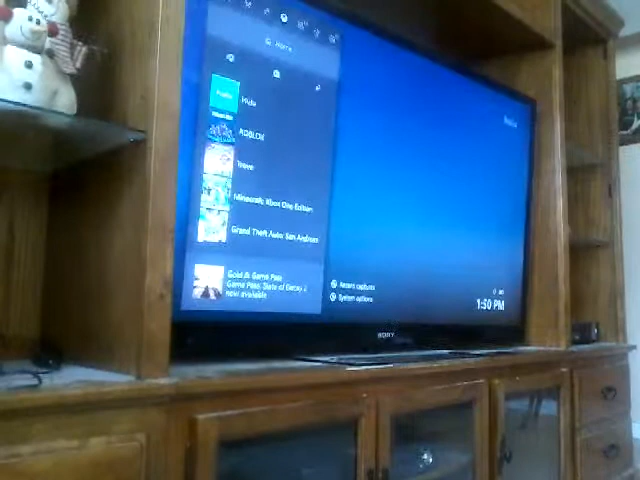 Home
Hulu
ROBLOX
Trove
Minecraft: Xbox One Edition
Grand Theft Auto: San Andreas
Gold & Game Pass
Game Pass: State of Decay 2
now available
Recent captures
System options
1:50 PM
SONY